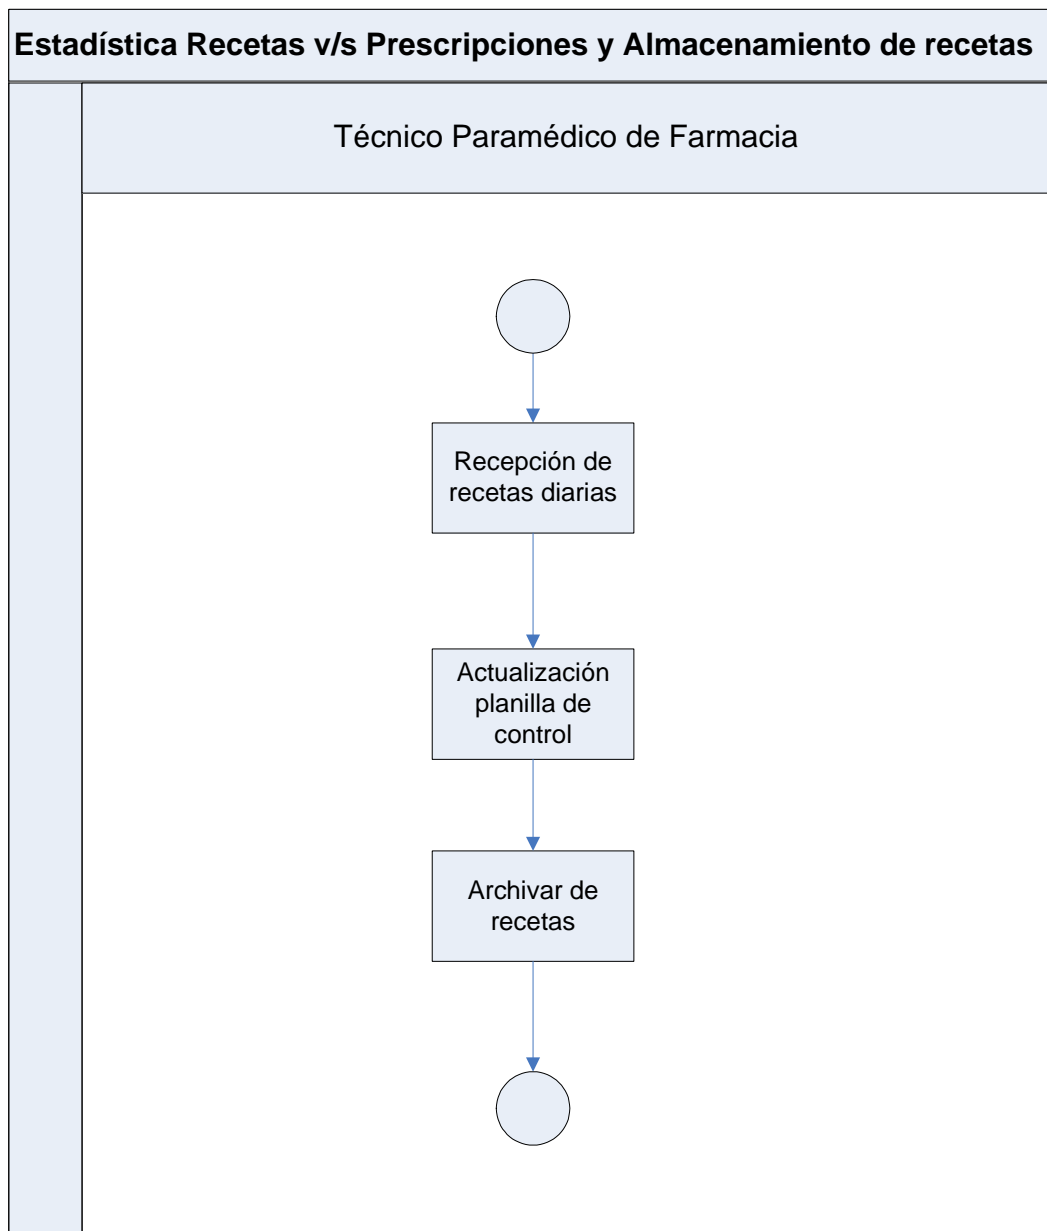 Estadística Recetas v/s Prescripciones y Almacenamiento de recetas
Técnico Paramédico de Farmacia
Recepción de
recetas diarias
Actualización
planilla de
control
Archivar de
recetas